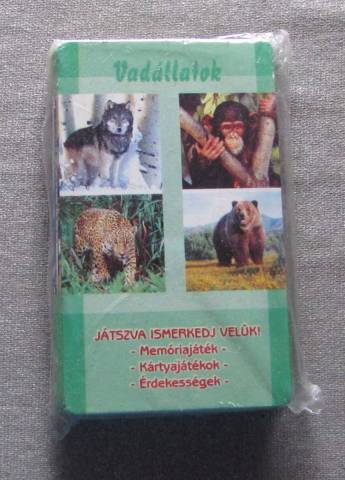 Vadállatok
JÁTSZVA ISMERKEDJ VELÜK!
- Memóriajáték -
- Kártyajátékok -
- Érdekességek -